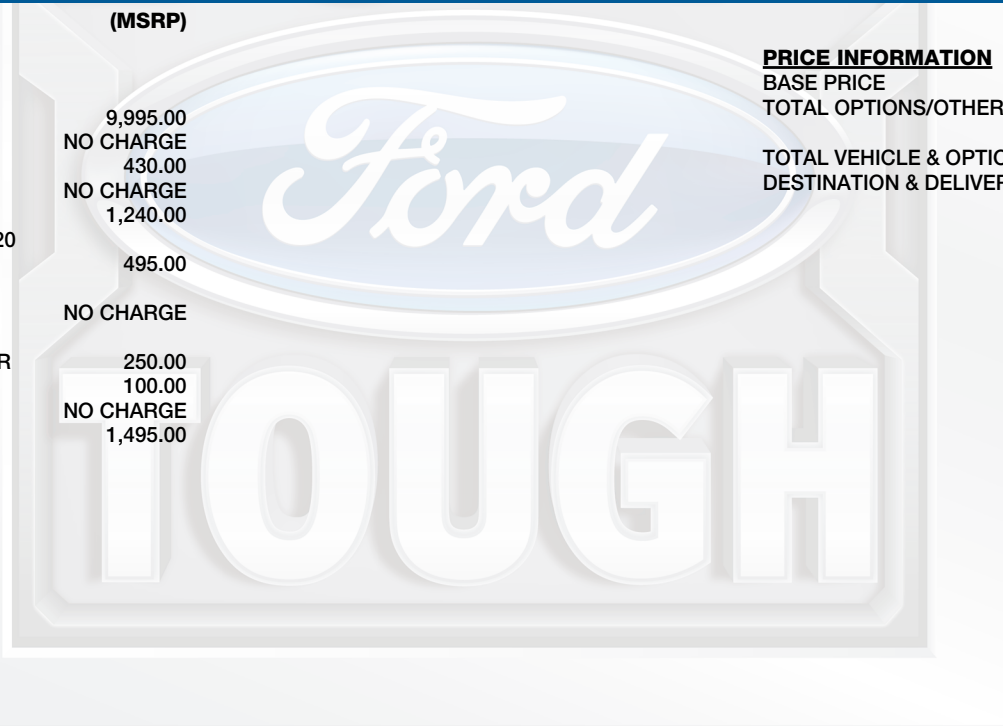 (MSRP)
9,995.00
NO CHARGE
430.00
NO CHARGE
1,240.00
20
495.00
NO CHARGE
R 250.00
100.00
NO CHARGE
1,495.00
PRICE INFORMATION
BASE PRICE
TOTAL OPTIONS/OTHER
TOTAL VEHICLE & OPTIO
DESTINATION & DELIVER
Ford
TOUGH